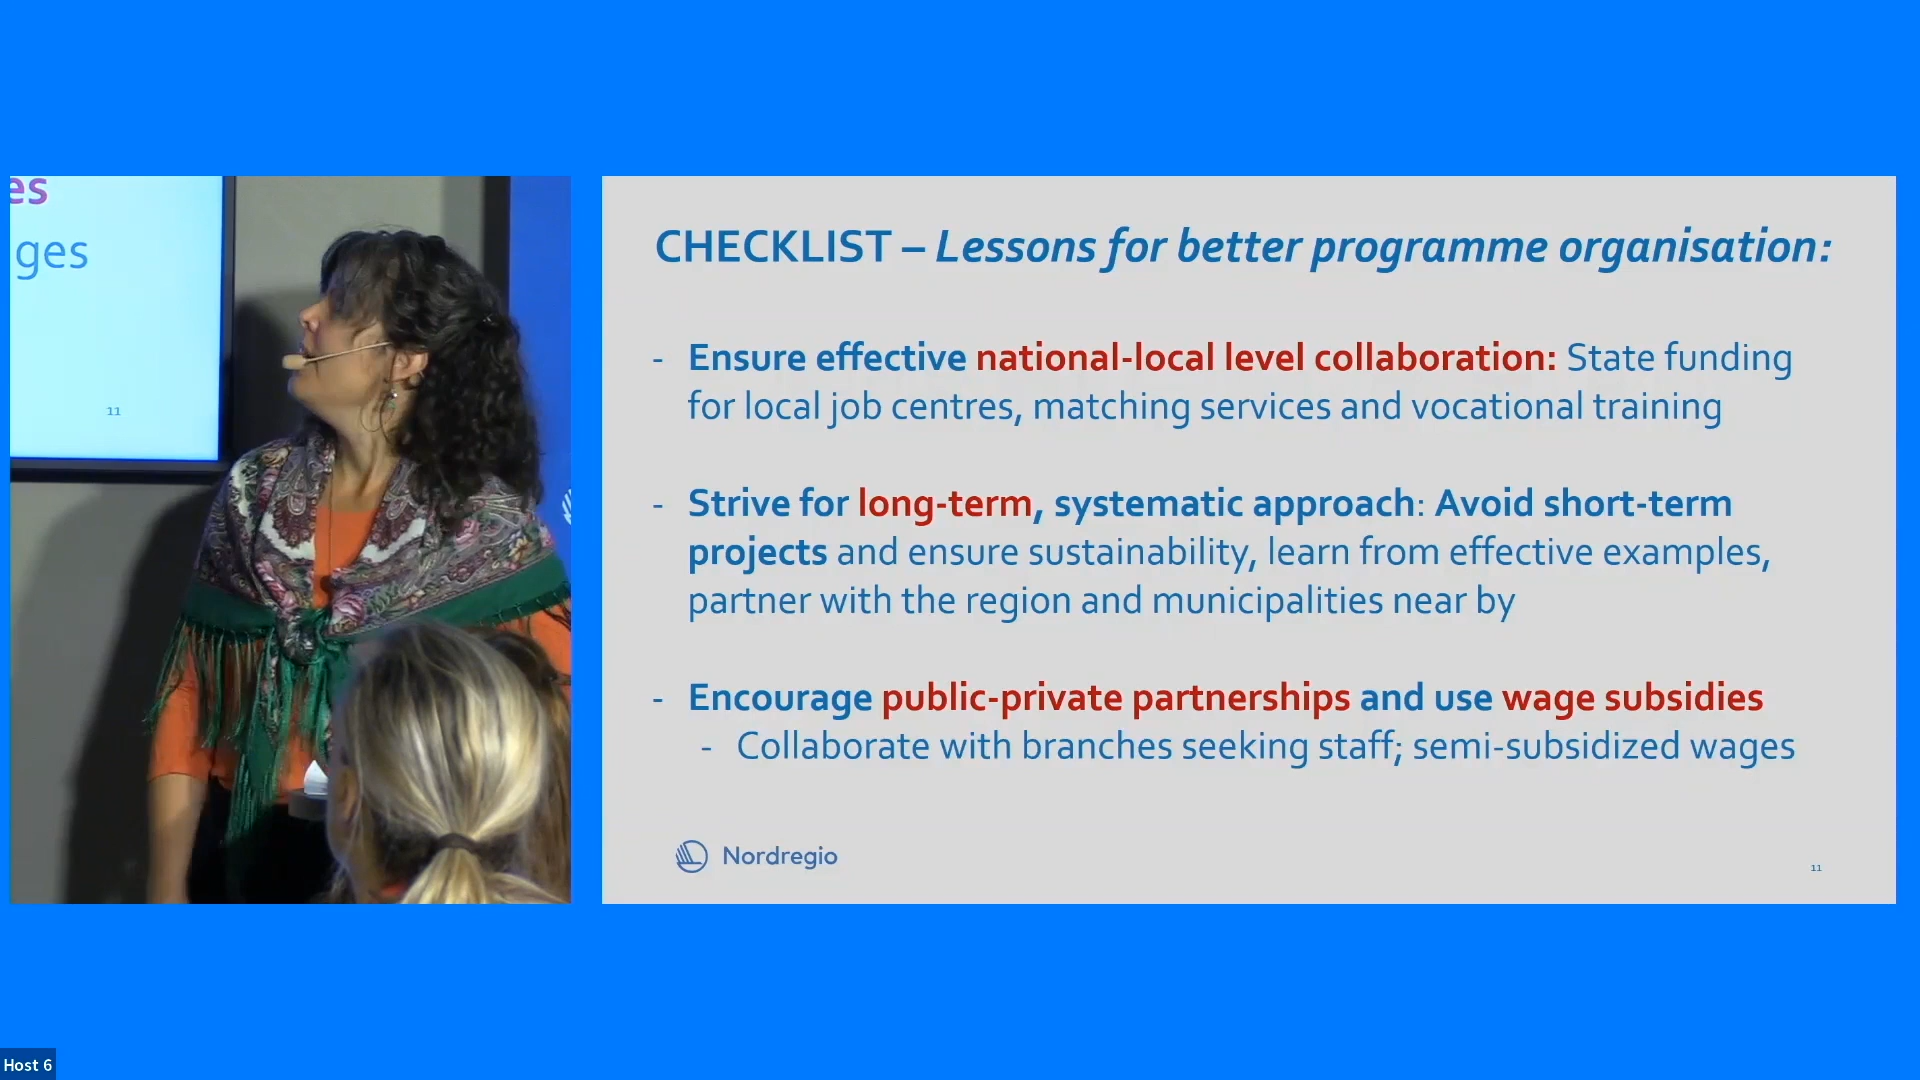 es
ges
11
CHECKLIST – Lessons for better programme organisation:
- Ensure effective national-local level collaboration: State funding
for local job centres, matching services and vocational training
- Strive for long-term, systematic approach: Avoid short-term
projects and ensure sustainability, learn from effective examples,
partner with the region and municipalities near by
- Encourage public-private partnerships and use wage subsidies
- Collaborate with branches seeking staff; semi-subsidized wages
Nordregio
11
Host 6